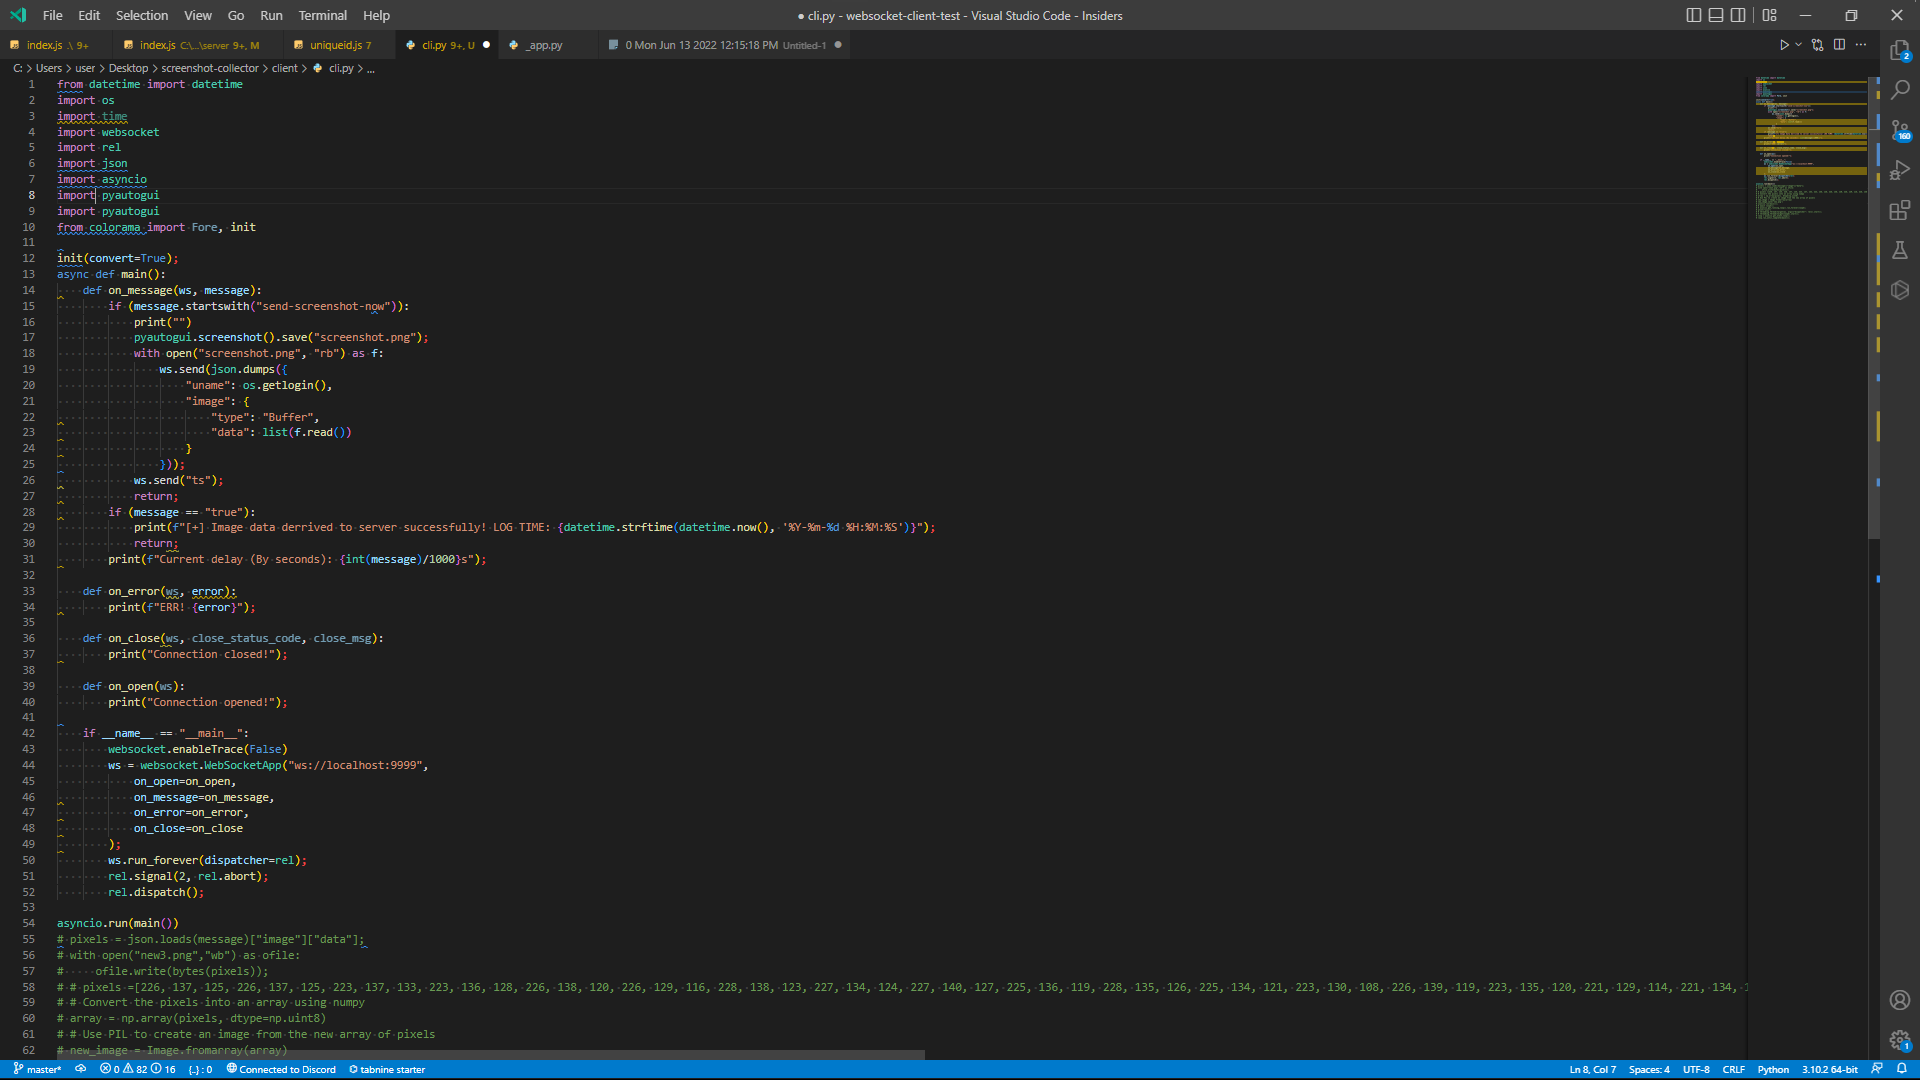 File Edit Selection View Go Run Terminal Help
● cli.py - websocket-client-test - Visual Studio Code - Insiders
index.js .\ 9+
index.js C:\...\server 9+, M
uniqueid.js 7
cli.py 9+, U
_app.py
0 Mon Jun 13 2022 12:15:18 PM Untitled-1
C: > Users > user > Desktop > screenshot-collector > client > cli.py > ...
1 from datetime import datetime
2 import os
3 import time
4 import websocket
5 import rel
6 import json
7 import asyncio
8 import pyautogui
9 import pyautogui
10 from colorama import Fore, init
11
12 init(convert=True);
13 async def main():
14     def on_message(ws, message):
15         if (message.startswith("send-screenshot-now")):
16             print("")
17             pyautogui.screenshot().save("screenshot.png");
18             with open("screenshot.png", "rb") as f:
19                 ws.send(json.dumps({
20                     "uname": os.getlogin(),
21                     "image": {
22                         "type": "Buffer",
23                         "data": list(f.read())
24                     }
25                 }));
26             ws.send("ts");
27             return;
28         if (message == "true"):
29             print(f"[+] Image data derrived to server successfully! LOG TIME: {datetime.strftime(datetime.now(), '%Y-%m-%d %H:%M:%S')}");
30             return;
31         print(f"Current delay (By seconds): {int(message)/1000}s");
32
33     def on_error(ws, error):
34         print(f"ERR! {error}");
35
36     def on_close(ws, close_status_code, close_msg):
37         print("Connection closed!");
38
39     def on_open(ws):
40         print("Connection opened!");
41
42     if __name__ == "__main__":
43         websocket.enableTrace(False)
44         ws = websocket.WebSocketApp("ws://localhost:9999",
45             on_open=on_open,
46             on_message=on_message,
47             on_error=on_error,
48             on_close=on_close
49         );
50         ws.run_forever(dispatcher=rel);
51         rel.signal(2, rel.abort);
52         rel.dispatch();
53
54 asyncio.run(main())
55 # pixels = json.loads(message)["image"]["data"];
56 # with open("new3.png","wb") as ofile:
57 #     ofile.write(bytes(pixels));
58 # # pixels =[226, 137, 125, 226, 137, 125, 223, 137, 133, 223, 136, 128, 226, 138, 120, 226, 129, 116, 228, 138, 123, 227, 134, 124, 227, 140, 127, 225, 136, 119, 228, 135, 126, 225, 134, 121, 223, 130, 108, 226, 139, 119, 223, 135, 120, 221, 129, 114, 221, 134, 1
59 # # Convert the pixels into an array using numpy
60 # array = np.array(pixels, dtype=np.uint8)
61 # # Use PIL to create an image from the new array of pixels
62 # new_image = Image.fromarray(array)
2
160
1
master* 0 82 16 {..} : 0 Connected to Discord tabnine starter
Ln 8, Col 7 Spaces: 4 UTF-8 CRLF Python 3.10.2 64-bit